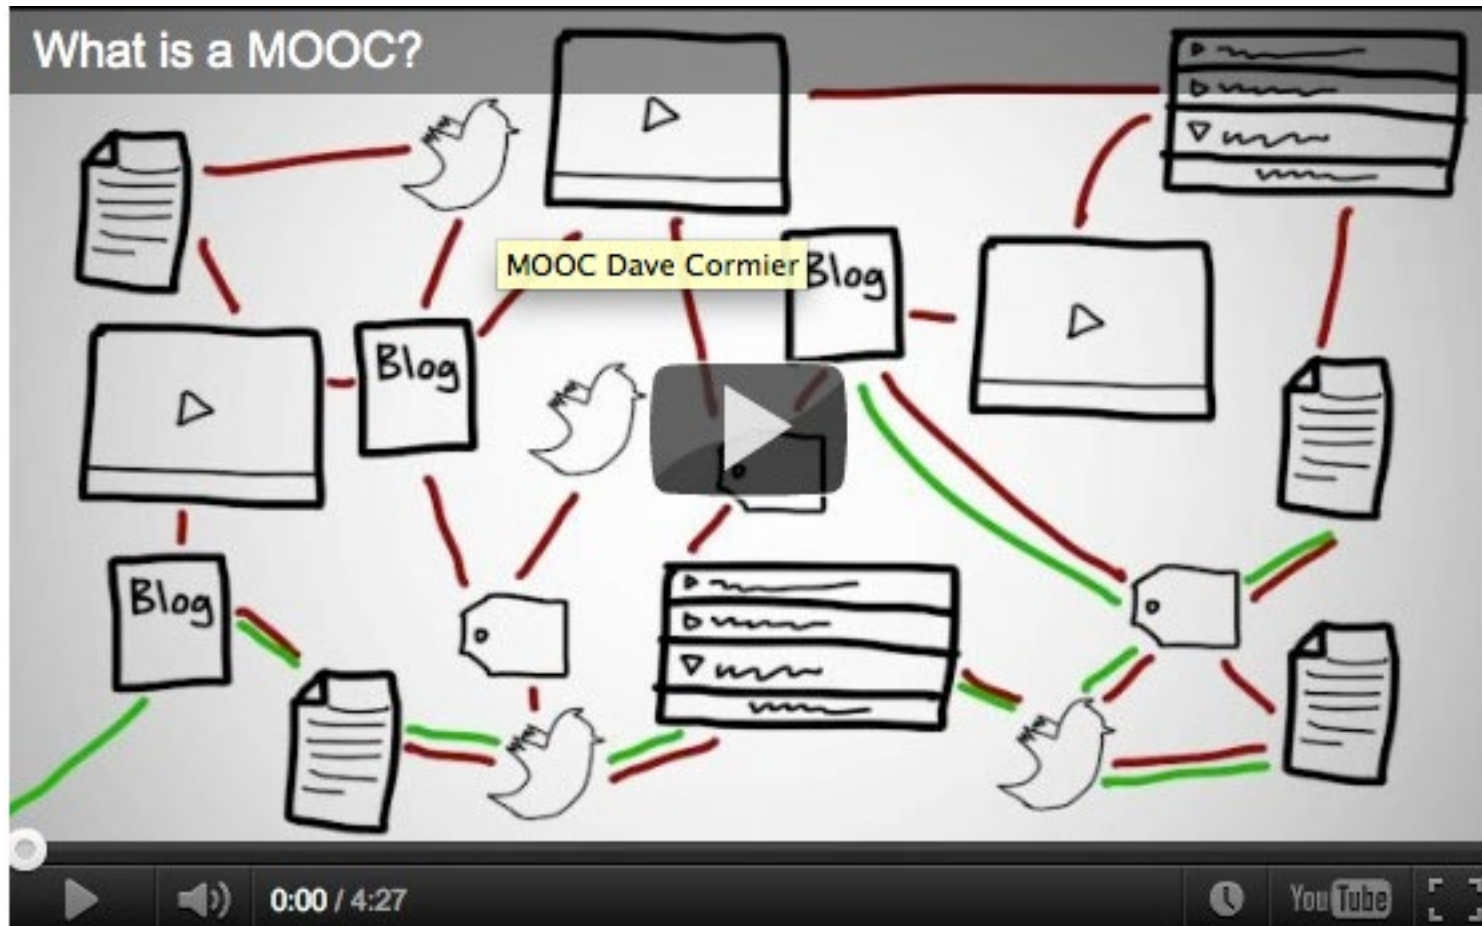 What is a MOOC?
MOOC Dave Cormier
Blog
Blog
Blog
0:00 / 4:27
YouTube